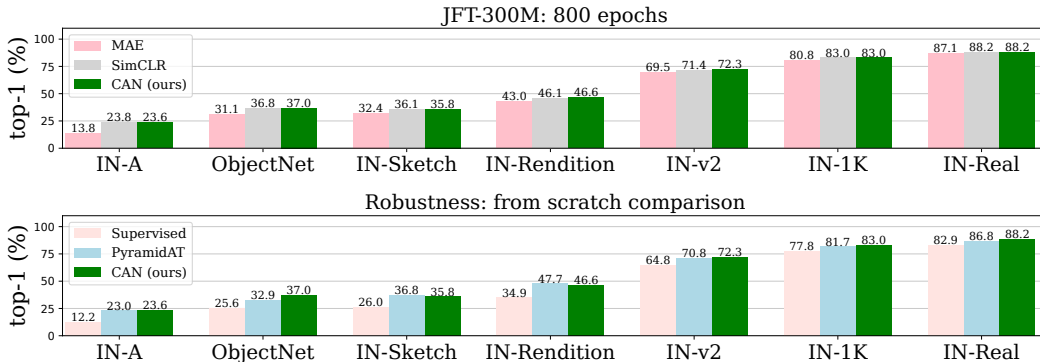 JFT-300M: 800 epochs
top-1 (%)
100
75
50
25
0
MAE
SimCLR
CAN (ours)
13.8 23.8 23.6
31.1 36.8 37.0
32.4 36.1 35.8
43.0 46.1 46.6
69.5 71.4 72.3
80.8 83.0 83.0
87.1 88.2 88.2
IN-A ObjectNet IN-Sketch IN-Rendition IN-v2 IN-1K IN-Real
Robustness: from scratch comparison
top-1 (%)
100
75
50
25
0
Supervised
PyramidAT
CAN (ours)
12.2 23.0 23.6
25.6 32.9 37.0
26.0 36.8 35.8
34.9 47.7 46.6
64.8 70.8 72.3
77.8 81.7 83.0
82.9 86.8 88.2
IN-A ObjectNet IN-Sketch IN-Rendition IN-v2 IN-1K IN-Real